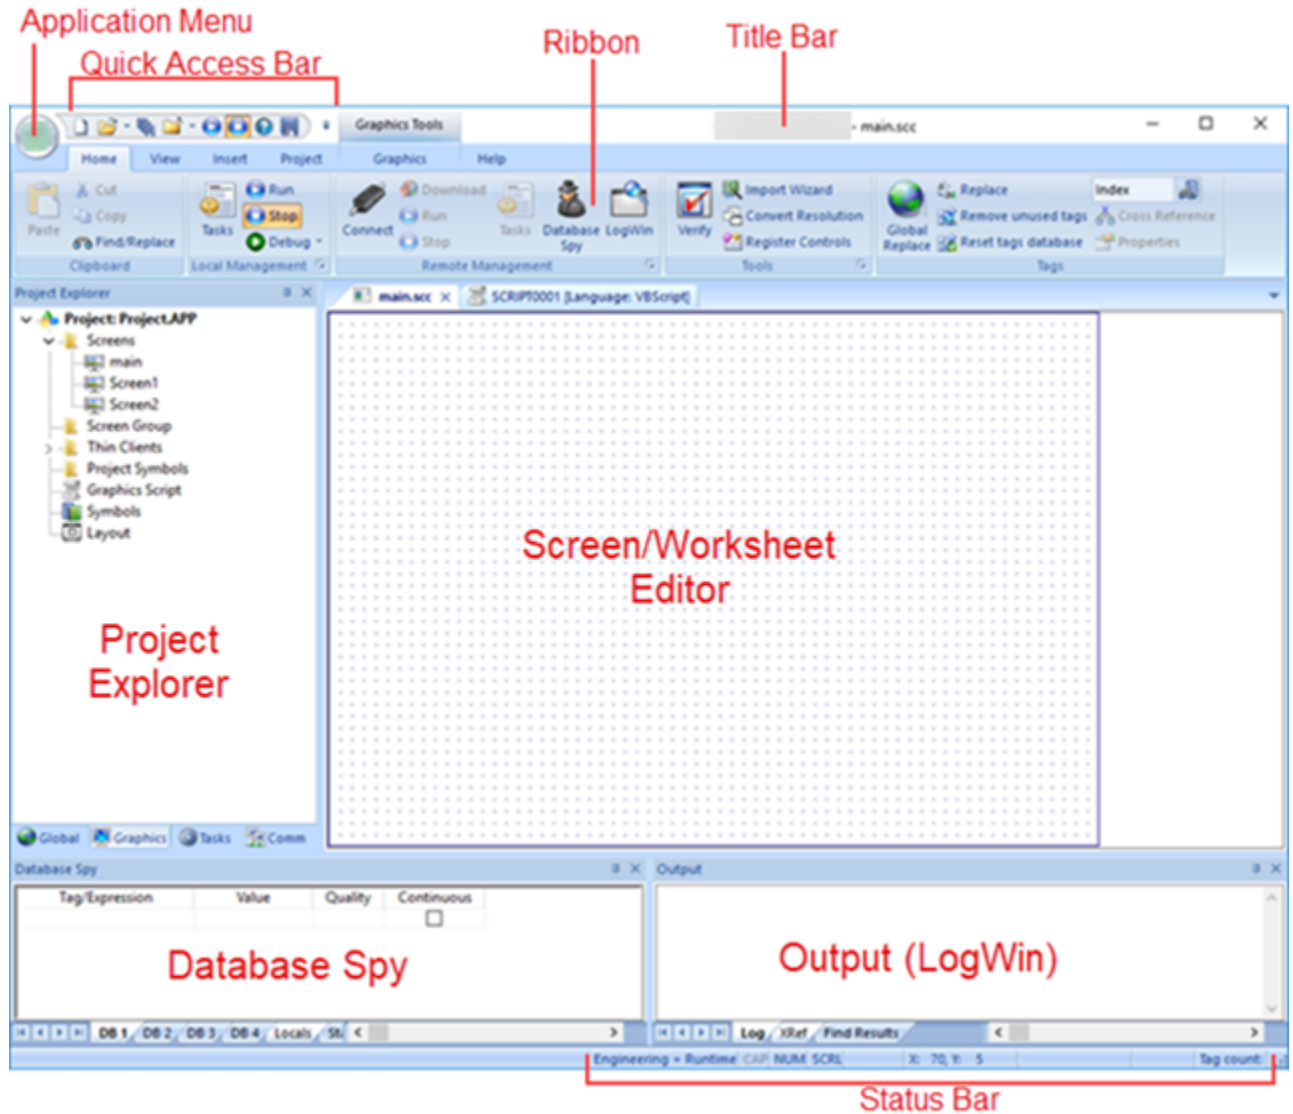 Application Menu
Quick Access Bar
Ribbon
Title Bar
Graphics Tools
- main.scc
Home View Insert Project Graphics Help
Paste
Cut
Copy
Find/Replace
Clipboard
Tasks
Run
Stop
Debug
Local Management
Connect
Download
Run
Stop
Tasks
Database Spy
LogWin
Remote Management
Verify
Import Wizard
Convert Resolution
Register Controls
Tools
Global Replace
Replace
Remove unused tags
Reset tags database
Index
Cross Reference
Properties
Tags
Project Explorer
main.scc
SCRIPT0001 [Language: VBScript]
Project: Project.APP
Screens
main
Screen1
Screen2
Screen Group
Thin Clients
Project Symbols
Graphics Script
Symbols
Layout
Screen/Worksheet
Editor
Project
Explorer
Global Graphics Tasks Comm
Database Spy
Tag/Expression Value Quality Continuous
Database Spy
DB 1 DB 2 DB 3 DB 4 Locals
Output
Output (LogWin)
Log XRef Find Results
Engineering + Runtime CAP NUM SCRL X: 70, Y: 5 Tag count:
Status Bar